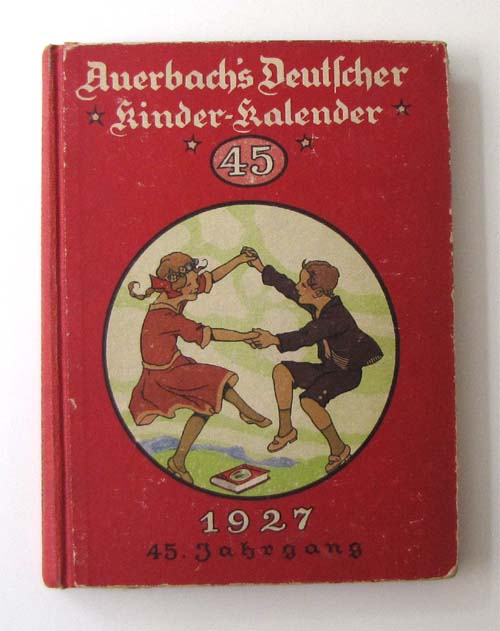 Auerbach's Deutſcher
Kinder-Kalender
45
1927
45. Jahrgang